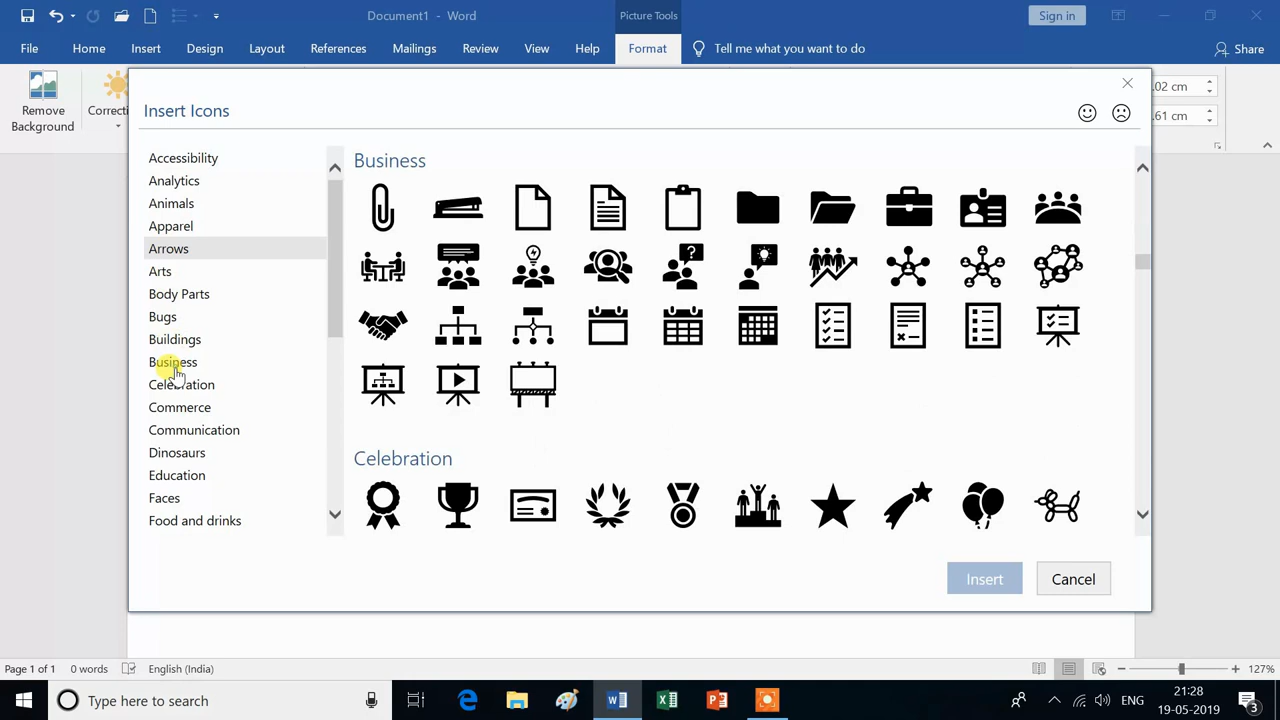 Document1 - Word
Picture Tools
Sign in
File
Home
Insert
Design
Layout
References
Mailings
Review
View
Help
Format
Tell me what you want to do
Share
Remove
Background
Correcti
.02 cm
.61 cm
Insert Icons
Accessibility
Analytics
Animals
Apparel
Arrows
Arts
Body Parts
Bugs
Buildings
Business
Celebration
Commerce
Communication
Dinosaurs
Education
Faces
Food and drinks
Business
Celebration
Insert
Cancel
Page 1 of 1
0 words
English (India)
127%
Type here to search
ENG
21:28
19-05-2019
3